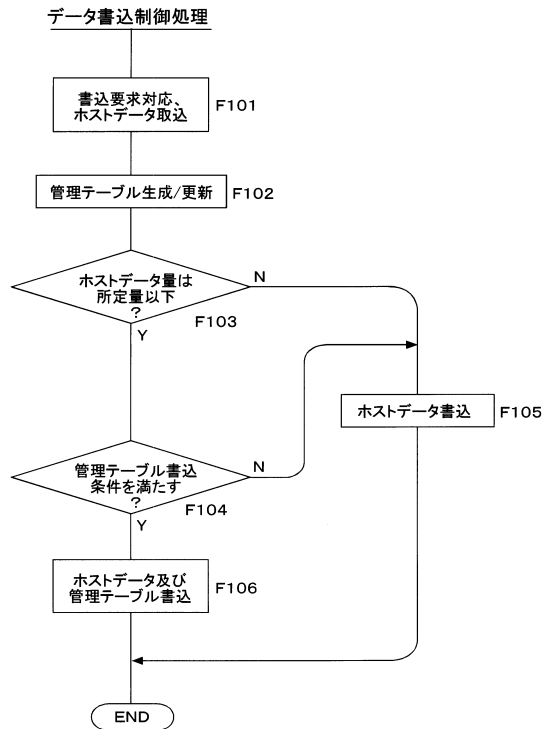 データ書込制御処理
書込要求対応、
ホストデータ取込
F101
管理テーブル生成/更新
F102
ホストデータ量は
所定量以下
?
N
F103
Y
ホストデータ書込
F105
管理テーブル書込
条件を満たす
?
N
F104
Y
ホストデータ及び
管理テーブル書込
F106
END